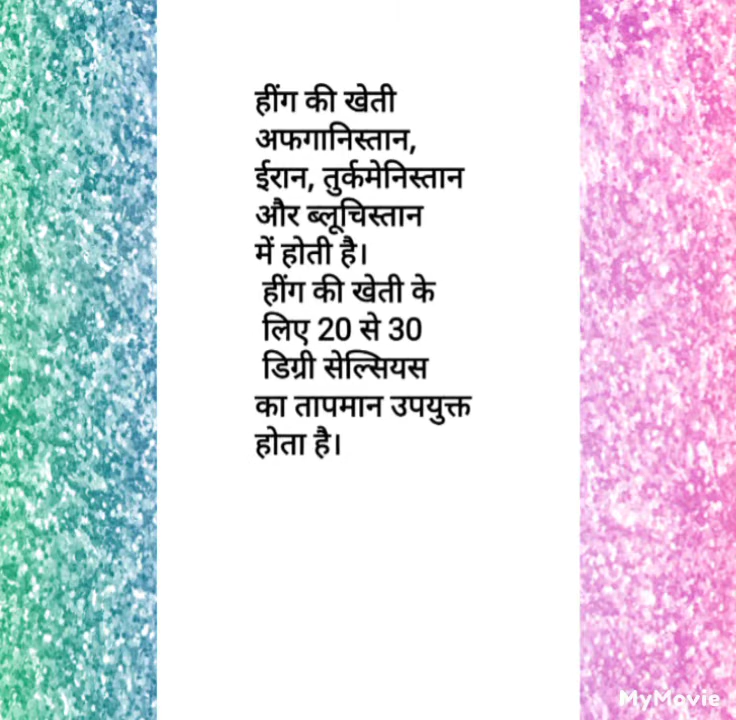 हींग की खेती
अफगानिस्तान,
ईरान, तुर्कमेनिस्तान
और ब्लूचिस्तान
में होती है।
हींग की खेती के
लिए 20 से 30
डिग्री सेल्सियस
का तापमान उपयुक्त
होता है।
MyMovie